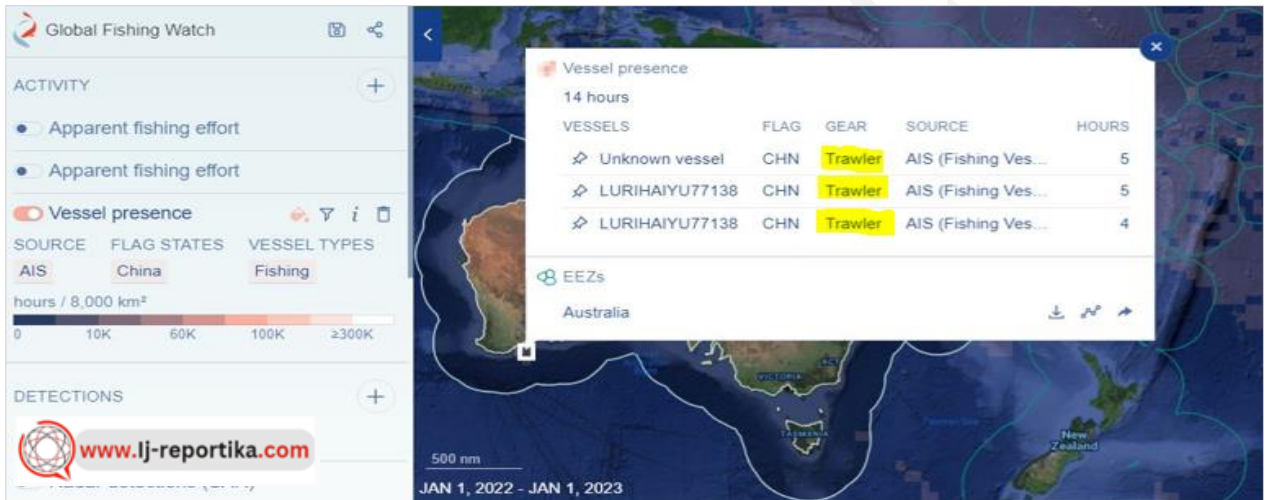 Global Fishing Watch
ACTIVITY
Apparent fishing effort
Apparent fishing effort
Vessel presence
SOURCE FLAG STATES VESSEL TYPES
AIS China Fishing
hours / 8,000 km²
0 10K 60K 100K ≥300K
DETECTIONS
www.lj-reportika.com
Vessel presence
14 hours
VESSELS FLAG GEAR SOURCE HOURS
Unknown vessel CHN Trawler AIS (Fishing Ves... 5
LURIHAIYU77138 CHN Trawler AIS (Fishing Ves... 5
LURIHAIYU77138 CHN Trawler AIS (Fishing Ves... 4
EEZs
Australia
VICTORIA
ACT
TASMANIA
New
Zealand
500 nm
JAN 1, 2022 - JAN 1, 2023